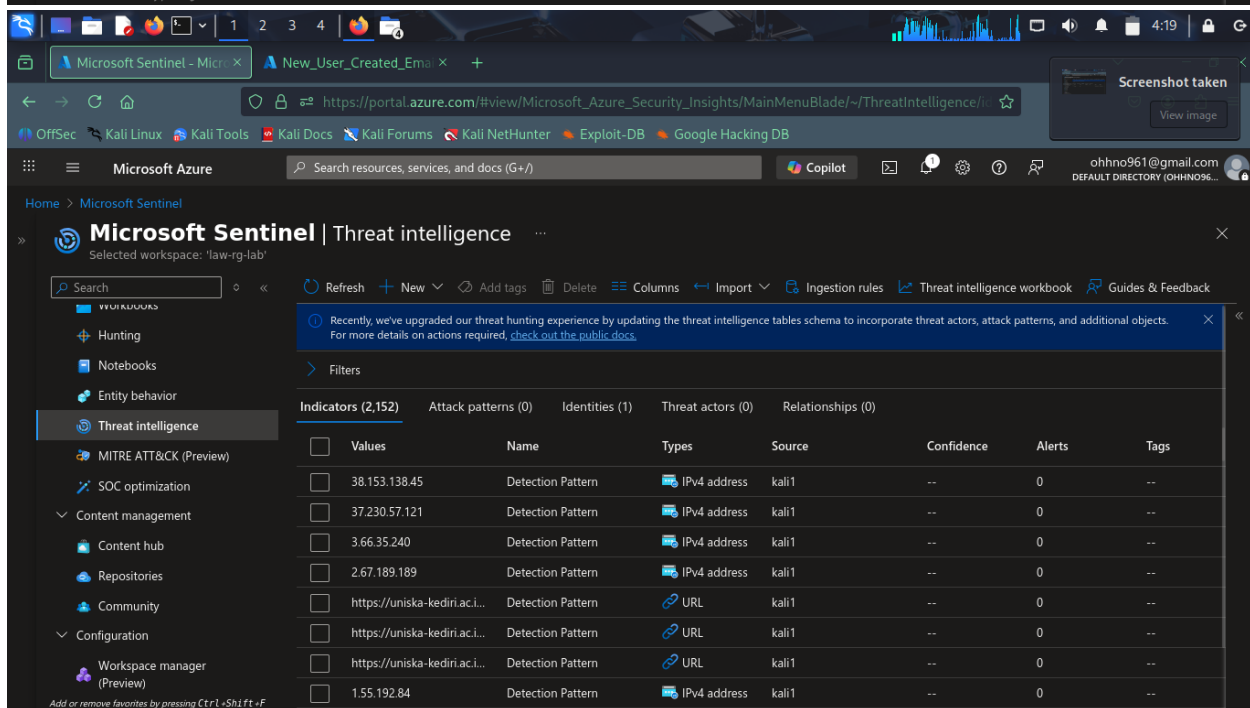 1 2 3 4
4:19
Microsoft Sentinel - Micro
New_User_Created_Emai
Screenshot taken
View image
https://portal.azure.com/#view/Microsoft_Azure_Security_Insights/MainMenuBlade/~/ThreatIntelligence/id
OffSec Kali Linux Kali Tools Kali Docs Kali Forums Kali NetHunter Exploit-DB Google Hacking DB
Microsoft Azure
Search resources, services, and docs (G+/)
Copilot
1
ohhno961@gmail.com
DEFAULT DIRECTORY (OHHNO96...
Home > Microsoft Sentinel
Microsoft Sentinel | Threat intelligence ...
Selected workspace: 'law-rg-lab'
Search
Refresh New Add tags Delete Columns Import Ingestion rules Threat intelligence workbook Guides & Feedback
Workbooks
Hunting
Notebooks
Entity behavior
Threat intelligence
MITRE ATT&CK (Preview)
SOC optimization
Content management
Content hub
Repositories
Community
Configuration
Workspace manager
(Preview)
Add or remove favorites by pressing Ctrl+Shift+F
Recently, we've upgraded our threat hunting experience by updating the threat intelligence tables schema to incorporate threat actors, attack patterns, and additional objects.
For more details on actions required, check out the public docs.
Filters
Indicators (2,152) Attack patterns (0) Identities (1) Threat actors (0) Relationships (0)
Values Name Types Source Confidence Alerts Tags
38.153.138.45 Detection Pattern IPv4 address kali1 -- 0 --
37.230.57.121 Detection Pattern IPv4 address kali1 -- 0 --
3.66.35.240 Detection Pattern IPv4 address kali1 -- 0 --
2.67.189.189 Detection Pattern IPv4 address kali1 -- 0 --
https://uniska-kediri.ac.i... Detection Pattern URL kali1 -- 0 --
https://uniska-kediri.ac.i... Detection Pattern URL kali1 -- 0 --
https://uniska-kediri.ac.i... Detection Pattern URL kali1 -- 0 --
1.55.192.84 Detection Pattern IPv4 address kali1 -- 0 --